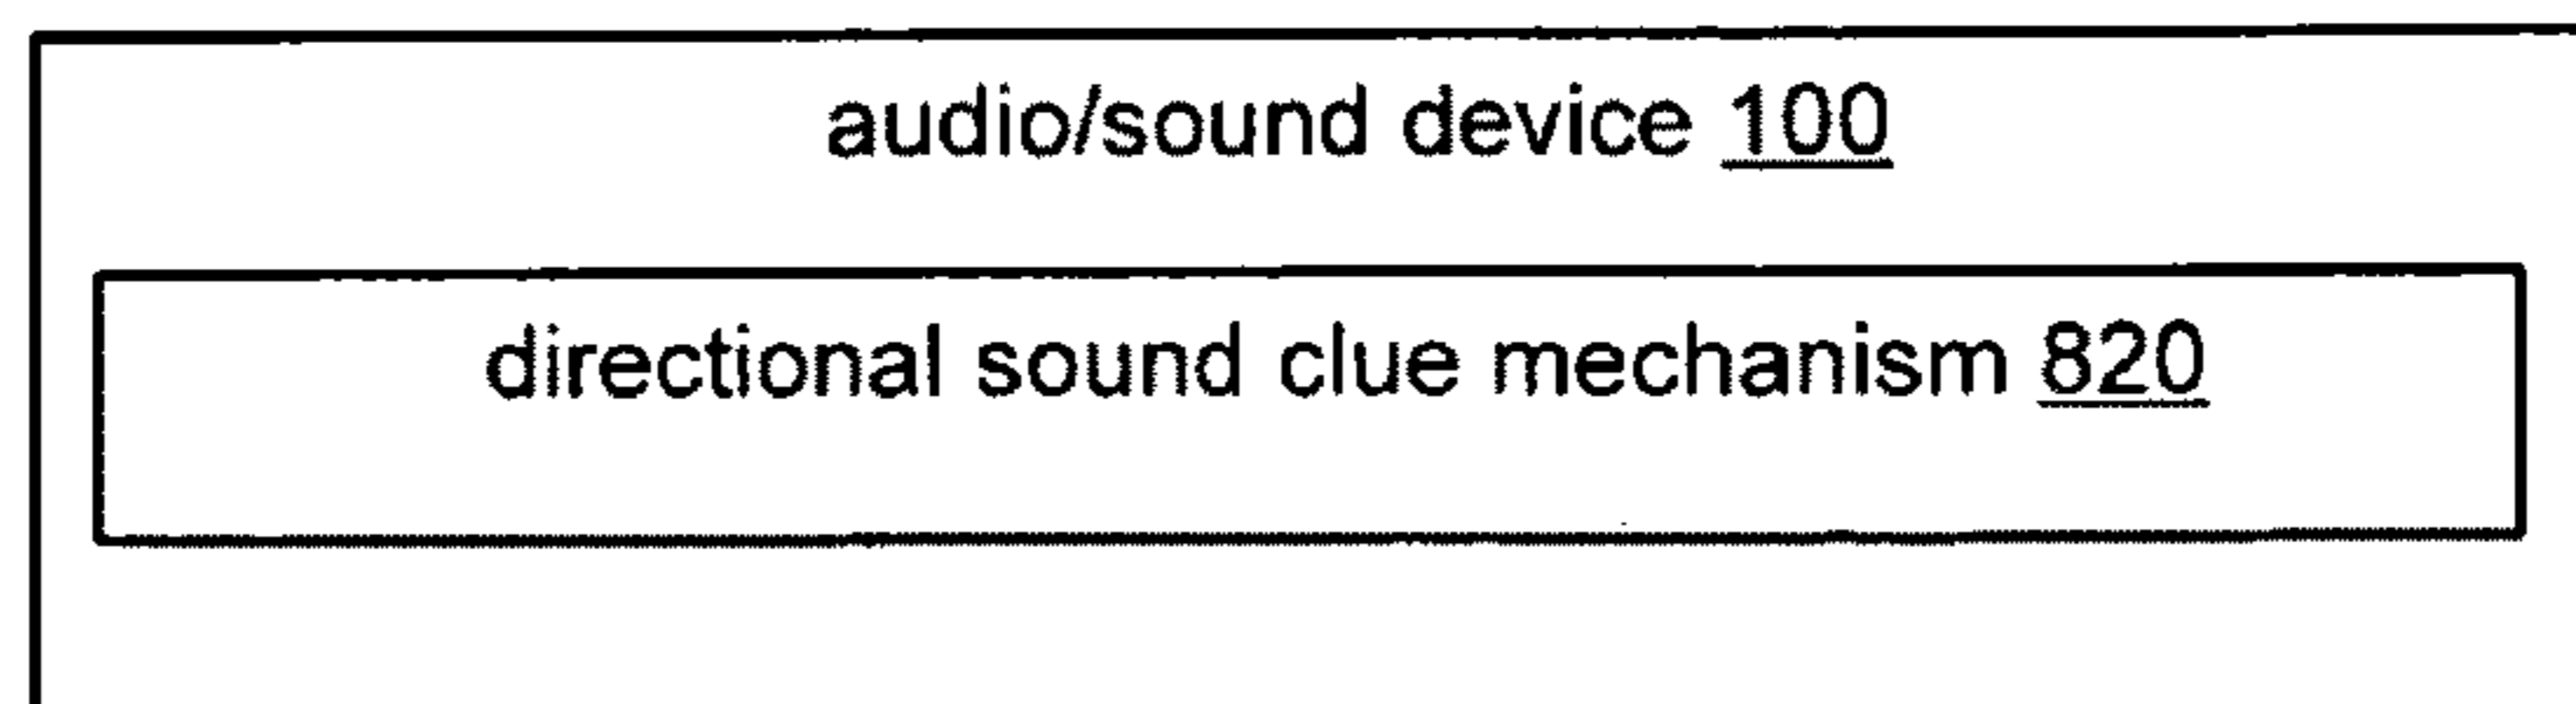 audio/sound device 100
directional sound clue mechanism 820